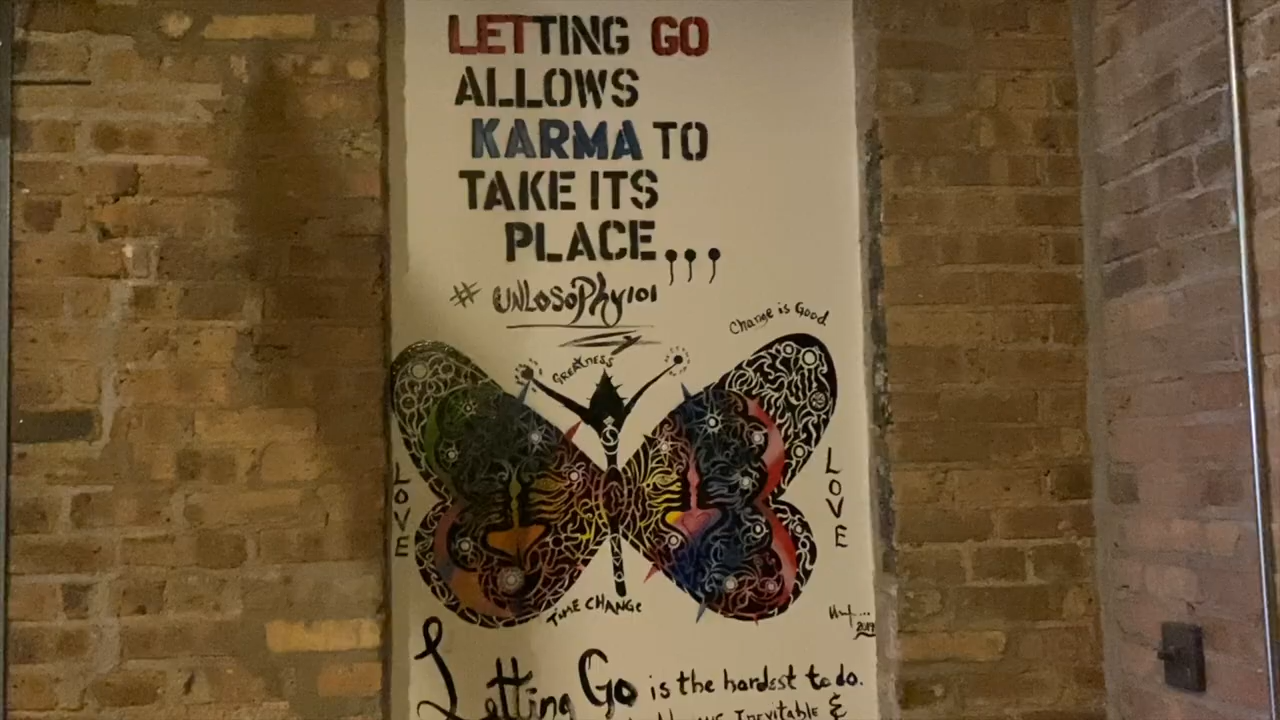 LETTING GO
ALLOWS
KARMA TO
TAKE ITS
PLACE,,,
# UNLOSOPHY101
Change is Good
GREATNESS
LOVE
LOVE
TIME CHANGE
2019
Letting Go is the hardest to do.
INEVITABLE &